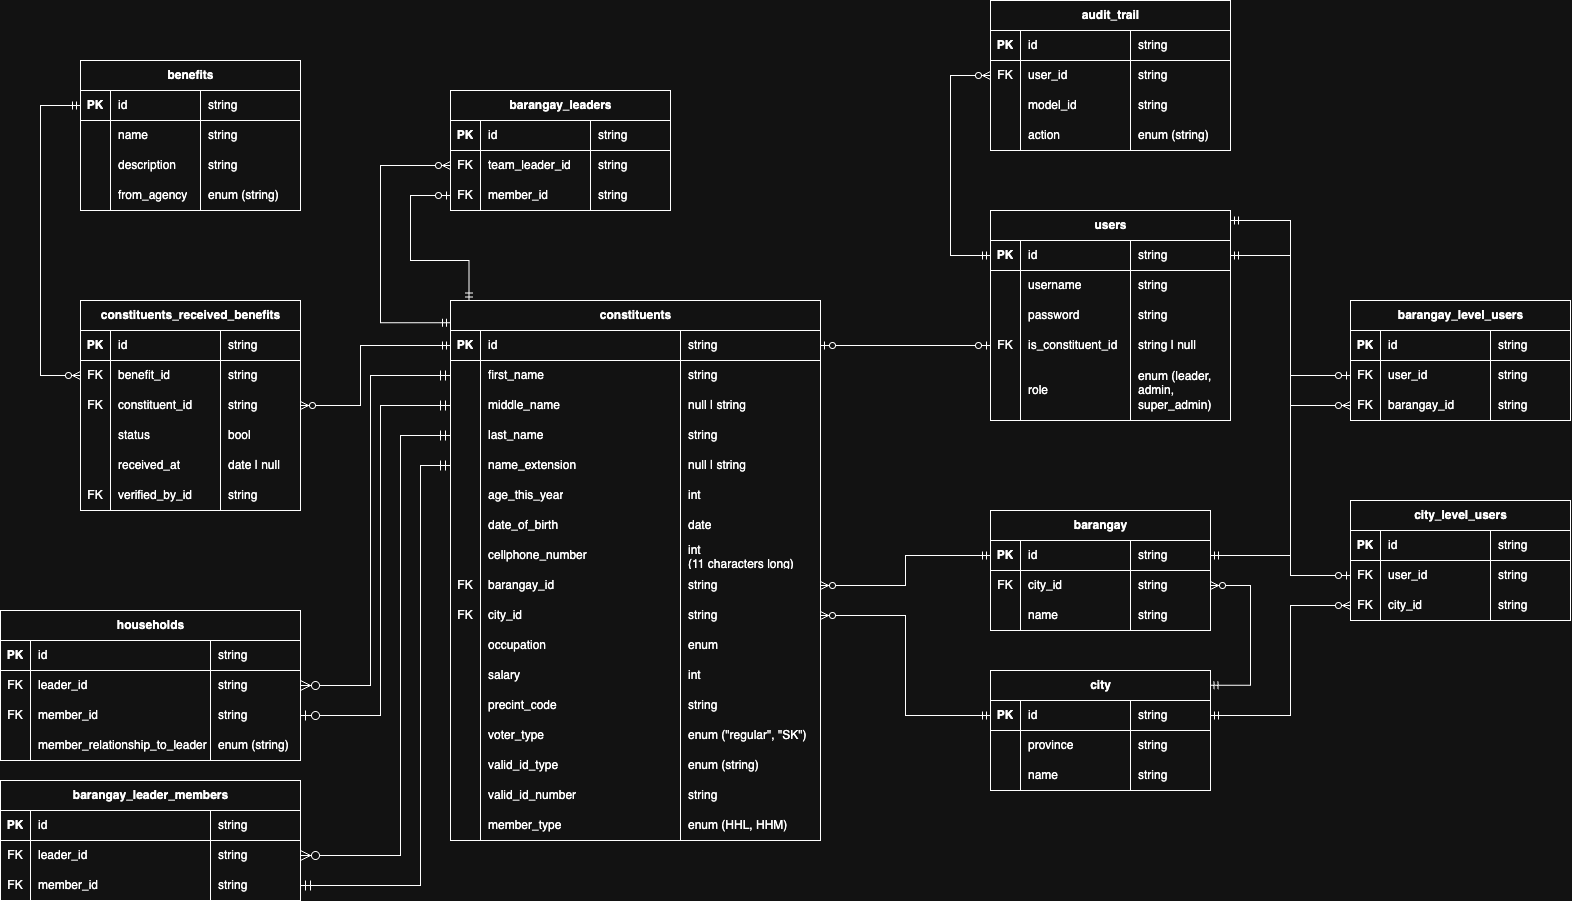 audit_trail
PK id string
FK user_id string
model_id string
action enum (string)
benefits
PK id string
name string
description string
from_agency enum (string)
barangay_leaders
PK id string
FK team_leader_id string
FK member_id string
users
PK id string
username string
password string
FK is_constituent_id string | null
role enum (leader,
admin,
super_admin)
constituents_received_benefits
PK id string
FK benefit_id string
FK constituent_id string
status bool
received_at date | null
FK verified_by_id string
constituents
PK id string
first_name string
middle_name null | string
last_name string
name_extension null | string
age_this_year int
date_of_birth date
cellphone_number int
(11 characters long)
FK barangay_id string
FK city_id string
occupation enum
salary int
precint_code string
voter_type enum ("regular", "SK")
valid_id_type enum (string)
valid_id_number string
member_type enum (HHL, HHM)
barangay_level_users
PK id string
FK user_id string
FK barangay_id string
city_level_users
PK id string
FK user_id string
FK city_id string
barangay
PK id string
FK city_id string
name string
city
PK id string
province string
name string
households
PK id string
FK leader_id string
FK member_id string
member_relationship_to_leader enum (string)
barangay_leader_members
PK id string
FK leader_id string
FK member_id string